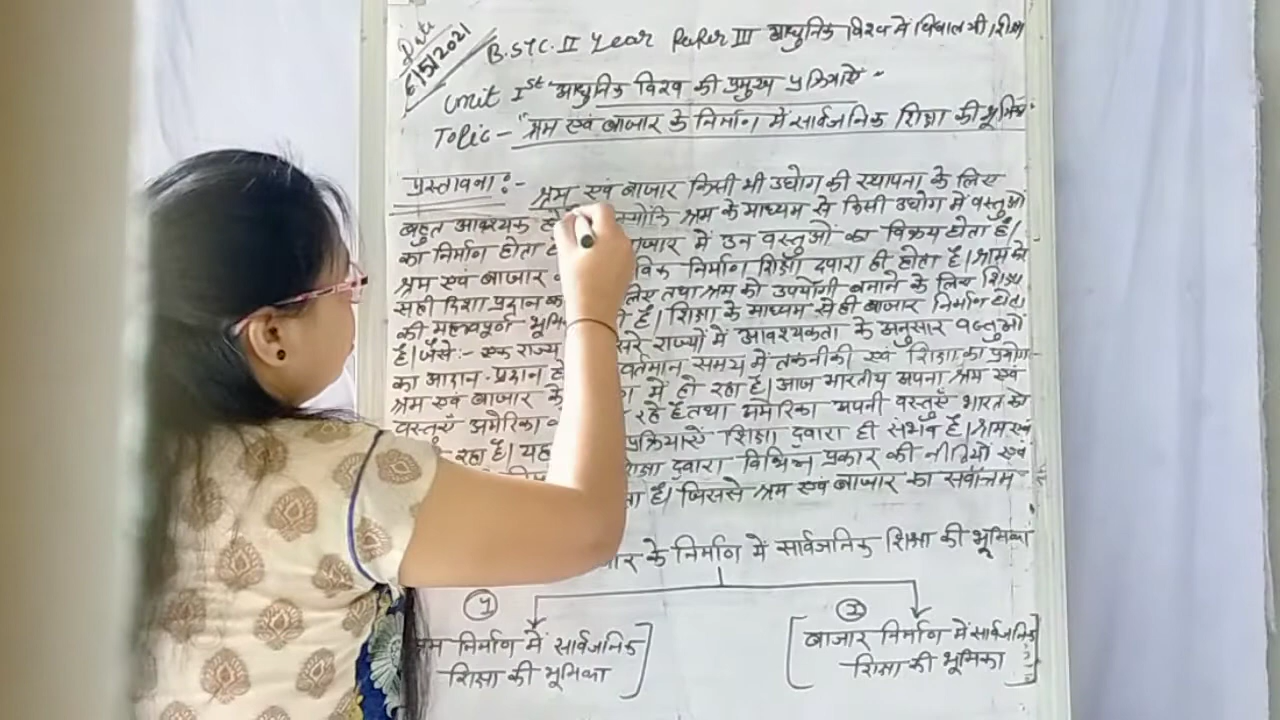 Date
6/5/2021
B.STC. II Year Paper III आधुनिक विश्व में विद्यालयी शिक्षा
Unit Ist "आधुनिक विश्व की प्रमुख प्रक्रियायें"
Topic - "श्रम एवं बाजार के निर्माण में सार्वजनिक शिक्षा की भूमिका"
प्रस्तावना :- श्रम एवं बाजार किसी भी उद्योग की स्थापना के लिए
बहुत आवश्यक क्योंकि श्रम के माध्यम से किसी उद्योग में वस्तुओं
का निर्माण होता है बाजार में उन वस्तुओं का विक्रय होता है।
श्रम एवं बाजार निर्माण शिक्षा दवारा ही होता है। श्रम को
सही दिशा प्रदान लिए तथा श्रम को उपयोगी बनाने के लिए शिक्षा
की महत्वपूर्ण है। शिक्षा के माध्यम से ही बाजार निर्माण होता
है। जैसे :- एक राज्य राज्यों में आवश्यकता के अनुसार वस्तुओं
का आदान-प्रदान वर्तमान समय में तकनीकी एवं शिक्षा का प्रयोग
श्रम एवं बाजार के में हो रहा है। आज भारतीय अपना श्रम एवं
वस्तुएँ अमेरिका रहे है तथा अमेरिका अपनी वस्तुएँ भारत को
रहा है। यह प्रक्रियाएें शिक्षा दुवारा ही संभव है। श्रम एवं
शिक्षा दुवारा विभिन्न प्रकार की नीतियों एवं
है। जिससे श्रम एवं बाजार का सर्वोत्तम
के निर्माण में सार्वजनिक शिक्षा की भूमिका
1
श्रम निर्माण में सार्वजनिक
शिक्षा की भूमिका
2
बाजार निर्माण में सार्वजनिक
शिक्षा की भूमिका